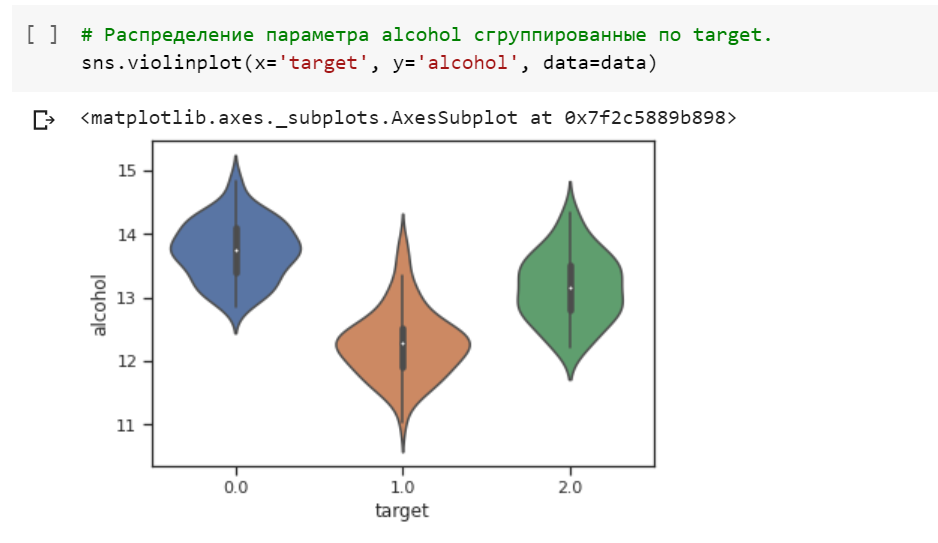 [ ] # Распределение параметра alcohol сгруппированные по target.
sns.violinplot(x='target', y='alcohol', data=data)
<matplotlib.axes._subplots.AxesSubplot at 0x7f2c5889b898>
15
14
13
12
11
alcohol
0.0 1.0 2.0
target